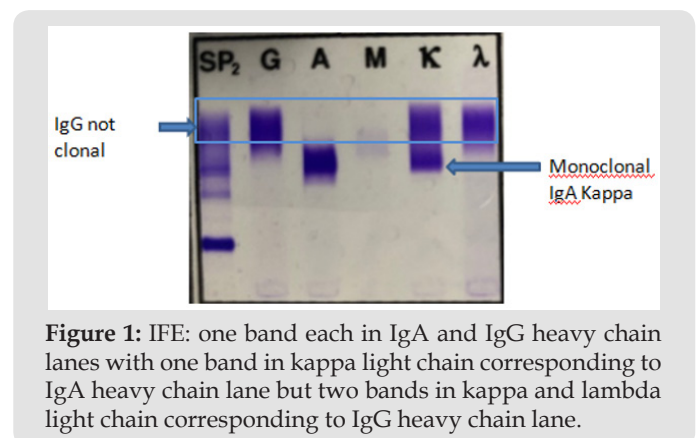 SP₂ G A M K λ
IgG not
clonal
Monoclonal
IgA Kappa
Figure 1: IFE: one band each in IgA and IgG heavy chain
lanes with one band in kappa light chain corresponding to
IgA heavy chain lane but two bands in kappa and lambda
light chain corresponding to IgG heavy chain lane.